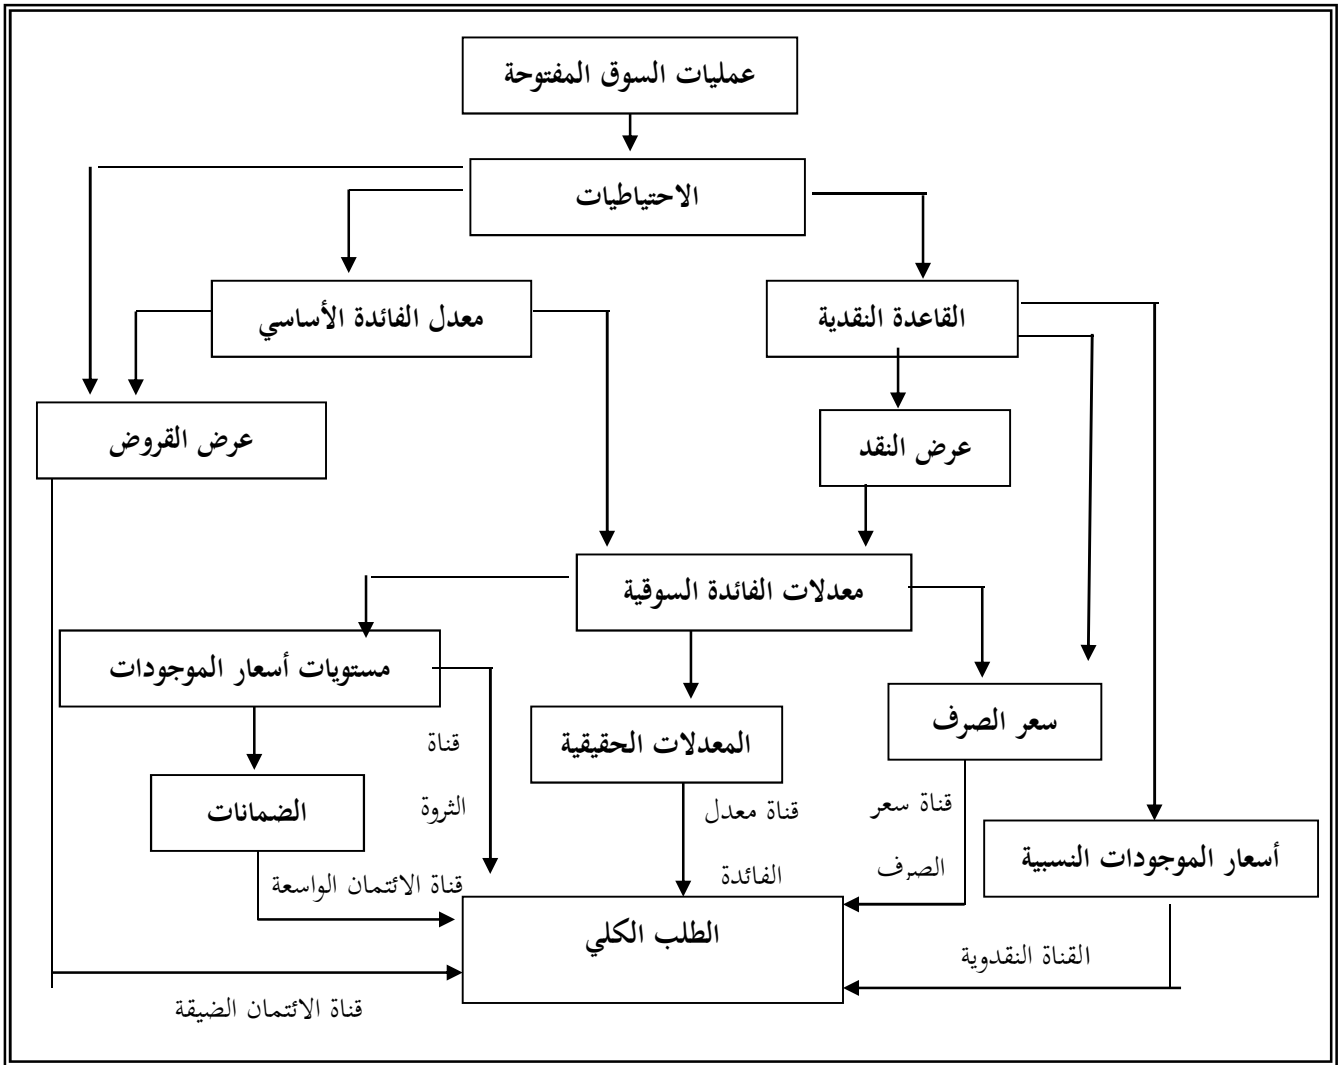 عمليات السوق المفتوحة
الاحتياطيات
القاعدة النقدية
معدل الفائدة الأساسي
عرض النقد
عرض القروض
معدلات الفائدة السوقية
مستويات أسعار الموجودات
سعر الصرف
المعدلات الحقيقية
قناة
الثروة
الضمانات
قناة سعر
الصرف
قناة معدل
الفائدة
أسعار الموجودات النسبية
قناة الائتمان الواسعة
الطلب الكلي
القناة النقدوية
قناة الائتمان الضيقة